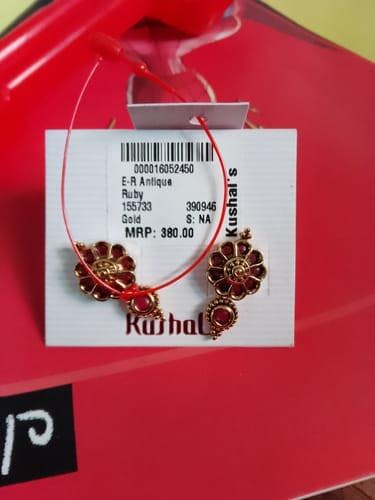 000016052450
E-R Antique
Ruby
155733 390946
Gold S: NA
MRP: 380.00
Kushal's
KushaL